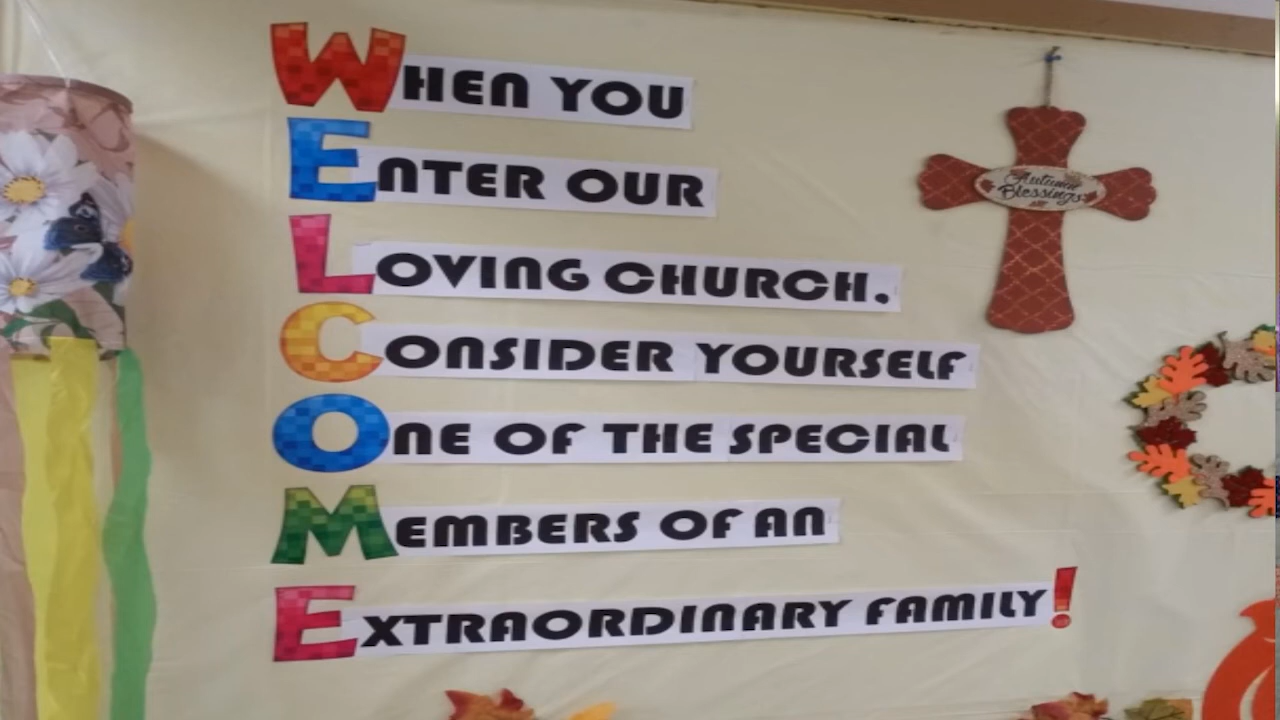 WHEN YOU
ENTER OUR
LOVING CHURCH.
CONSIDER YOURSELF
ONE OF THE SPECIAL
MEMBERS OF AN
EXTRAORDINARY FAMILY!
Autumn
Blessings